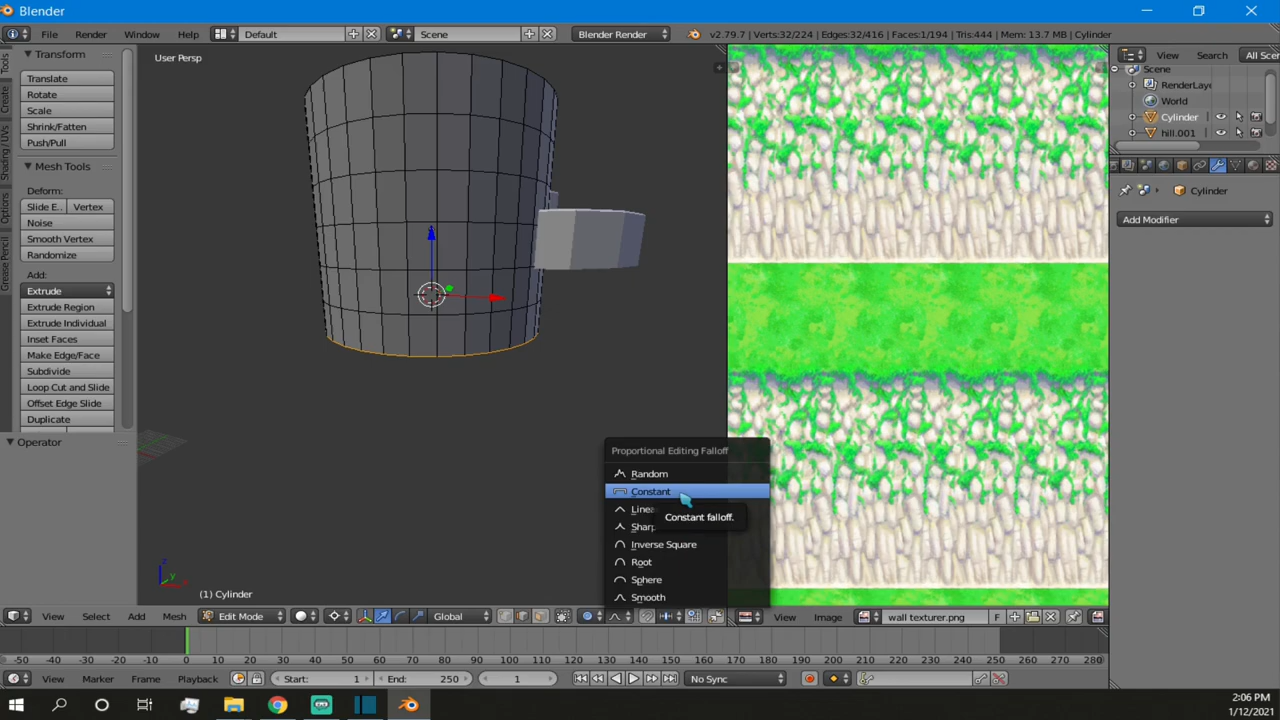 Blender
File Render Window Help Default Scene Blender Render v2.79.7 Verts:32/224 | Edges:32/416 | Faces:1/194 | Tris:444 | Mem: 13.7 MB | Cylinder
Tools
Create
Shading / UVs
Options
Grease Pencil
Transform
Translate
Rotate
Scale
Shrink/Fatten
Push/Pull
Mesh Tools
Deform:
Slide E.. Vertex
Noise
Smooth Vertex
Randomize
Add:
Extrude
Extrude Region
Extrude Individual
Inset Faces
Make Edge/Face
Subdivide
Loop Cut and Slide
Offset Edge Slide
Duplicate
Operator
User Persp
(1) Cylinder
Proportional Editing Falloff
Random
Constant
Linea
Sharp
Constant falloff.
Inverse Square
Root
Sphere
Smooth
View Search All Sce
Scene
RenderLaye
World
Cylinder
hill.001
Cylinder
Add Modifier
View Select Add Mesh Edit Mode Global View Image wall texturer.png F
-50 -40 -30 -20 -10 0 10 20 30 40 50 60 70 80 90 100 110 120 130 140 150 160 170 180 190 200 210 220 230 240 250 260 270 280
View Marker Frame Playback Start: 1 End: 250 1 No Sync
2:06 PM
1/12/2021